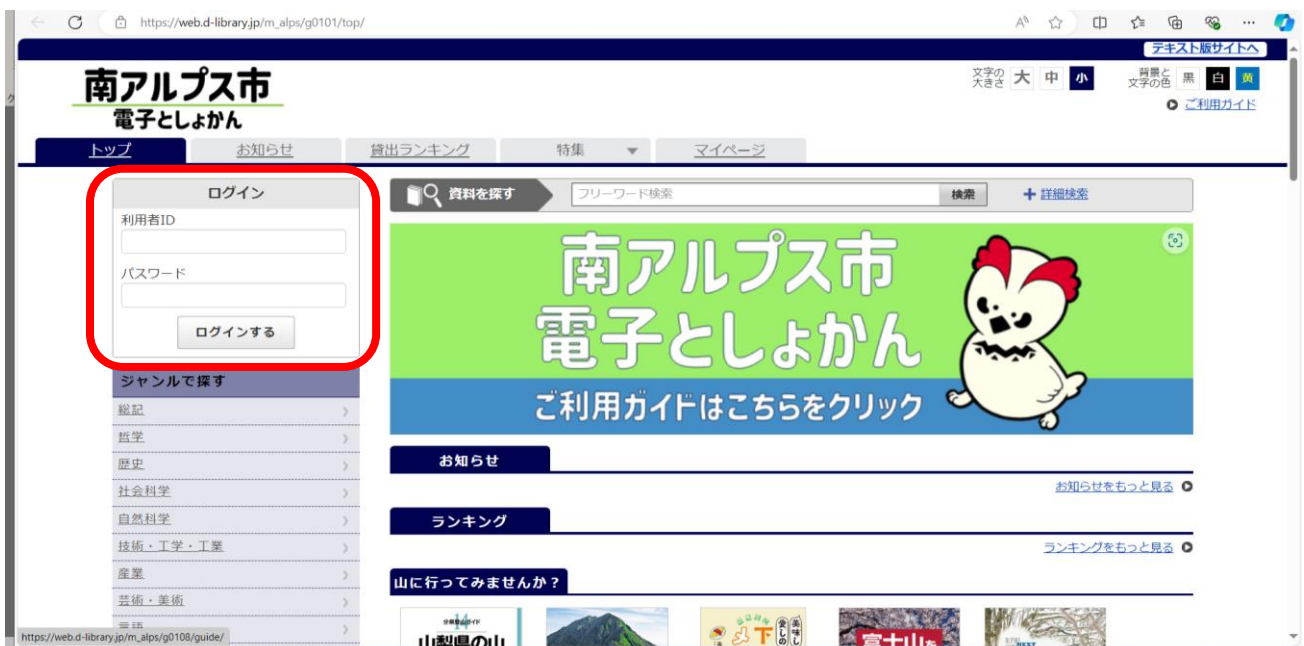 https://web.d-library.jp/m_alps/g0101/top/
テキスト版サイトへ
南アルプス市
電子としょかん
文字の大きさ 大 中 小 背景と文字の色 黒 白 黄
ご利用ガイド
トップ お知らせ 貸出ランキング 特集 マイページ
ログイン
利用者ID
パスワード
ログインする
資料を探す フリーワード検索 検索 詳細検索
南アルプス市
電子としょかん
ご利用ガイドはこちらをクリック
ジャンルで探す
総記
哲学
歴史
社会科学
自然科学
技術・工学・工業
産業
芸術・美術
言語
お知らせ
お知らせをもっと見る
ランキング
ランキングをもっと見る
山に行ってみませんか？
山梨県の山
富士山を
https://web.d-library.jp/m_alps/g0108/guide/